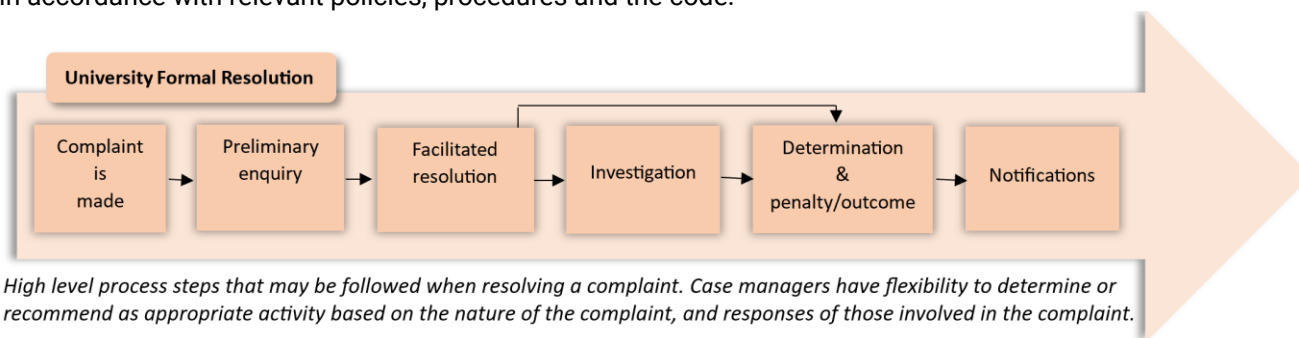 in accordance with relevant policies, procedures and the code.
University Formal Resolution
Complaint
is
made
Preliminary
enquiry
Facilitated
resolution
Investigation
Determination
&
penalty/outcome
Notifications
High level process steps that may be followed when resolving a complaint. Case managers have flexibility to determine or
recommend as appropriate activity based on the nature of the complaint, and responses of those involved in the complaint.